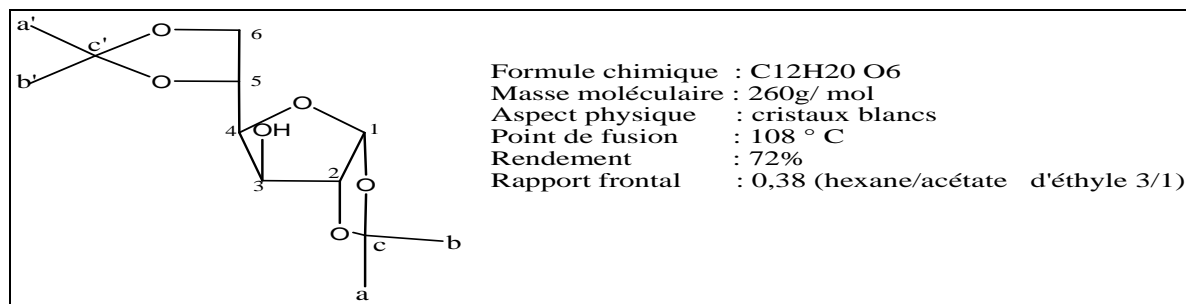 a'
O
6
c'
b'
O
5
O
4
OH
1
3
2
O
O
c
b
a
Formule chimique : C12H20 O6
Masse moléculaire : 260g/ mol
Aspect physique : cristaux blancs
Point de fusion : 108 ° C
Rendement : 72%
Rapport frontal : 0,38 (hexane/acétate d'éthyle 3/1)